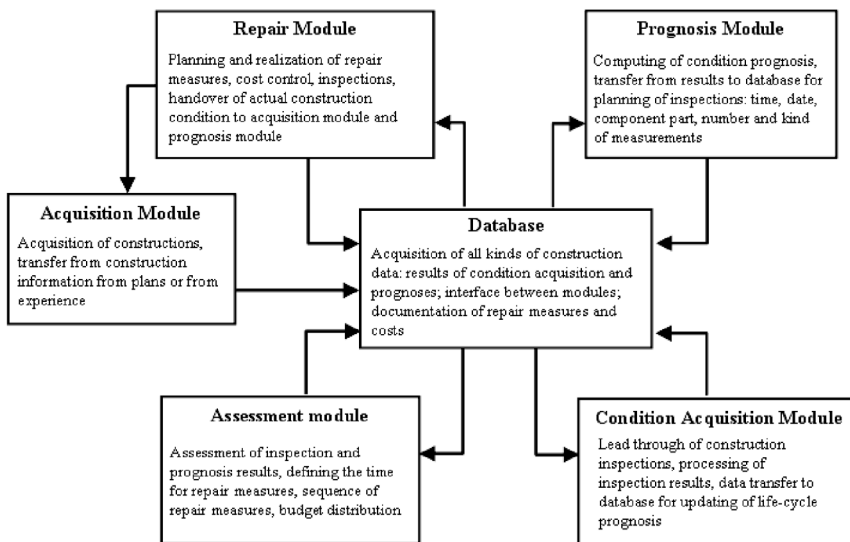 Repair Module
Planning and realization of repair
measures, cost control, inspections,
handover of actual construction
condition to acquisition module and
prognosis module
Prognosis Module
Computing of condition prognosis,
transfer from results to database for
planning of inspections: time, date,
component part, number and kind
of measurements
Acquisition Module
Acquisition of constructions,
transfer from construction
information from plans or from
experience
Database
Acquisition of all kinds of construction
data: results of condition acquisition and
prognoses; interface between modules;
documentation of repair measures and
costs
Assessment module
Assessment of inspection and
prognosis results, defining the time
for repair measures, sequence of
repair measures, budget distribution
Condition Acquisition Module
Lead through of construction
inspections, processing of
inspection results, data transfer to
database for updating of life-cycle
prognosis